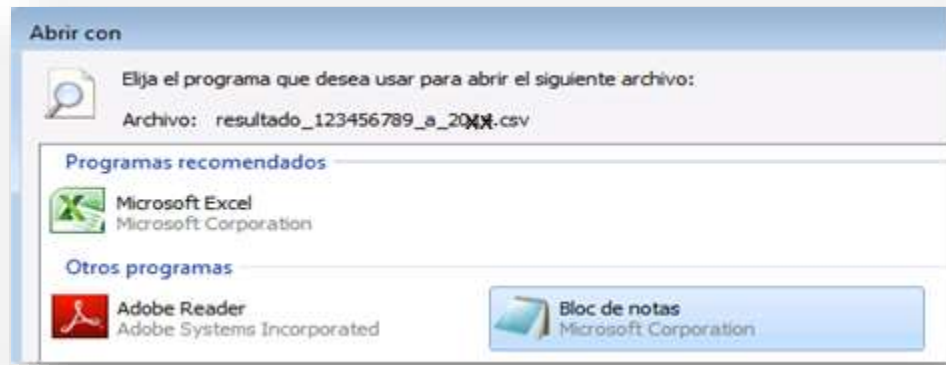 Abrir con
Elija el programa que desea usar para abrir el siguiente archivo:
Archivo: resultado_123456789_a_20XX.csv
Programas recomendados
Microsoft Excel
Microsoft Corporation
Otros programas
Adobe Reader
Adobe Systems Incorporated
Bloc de notas
Microsoft Corporation